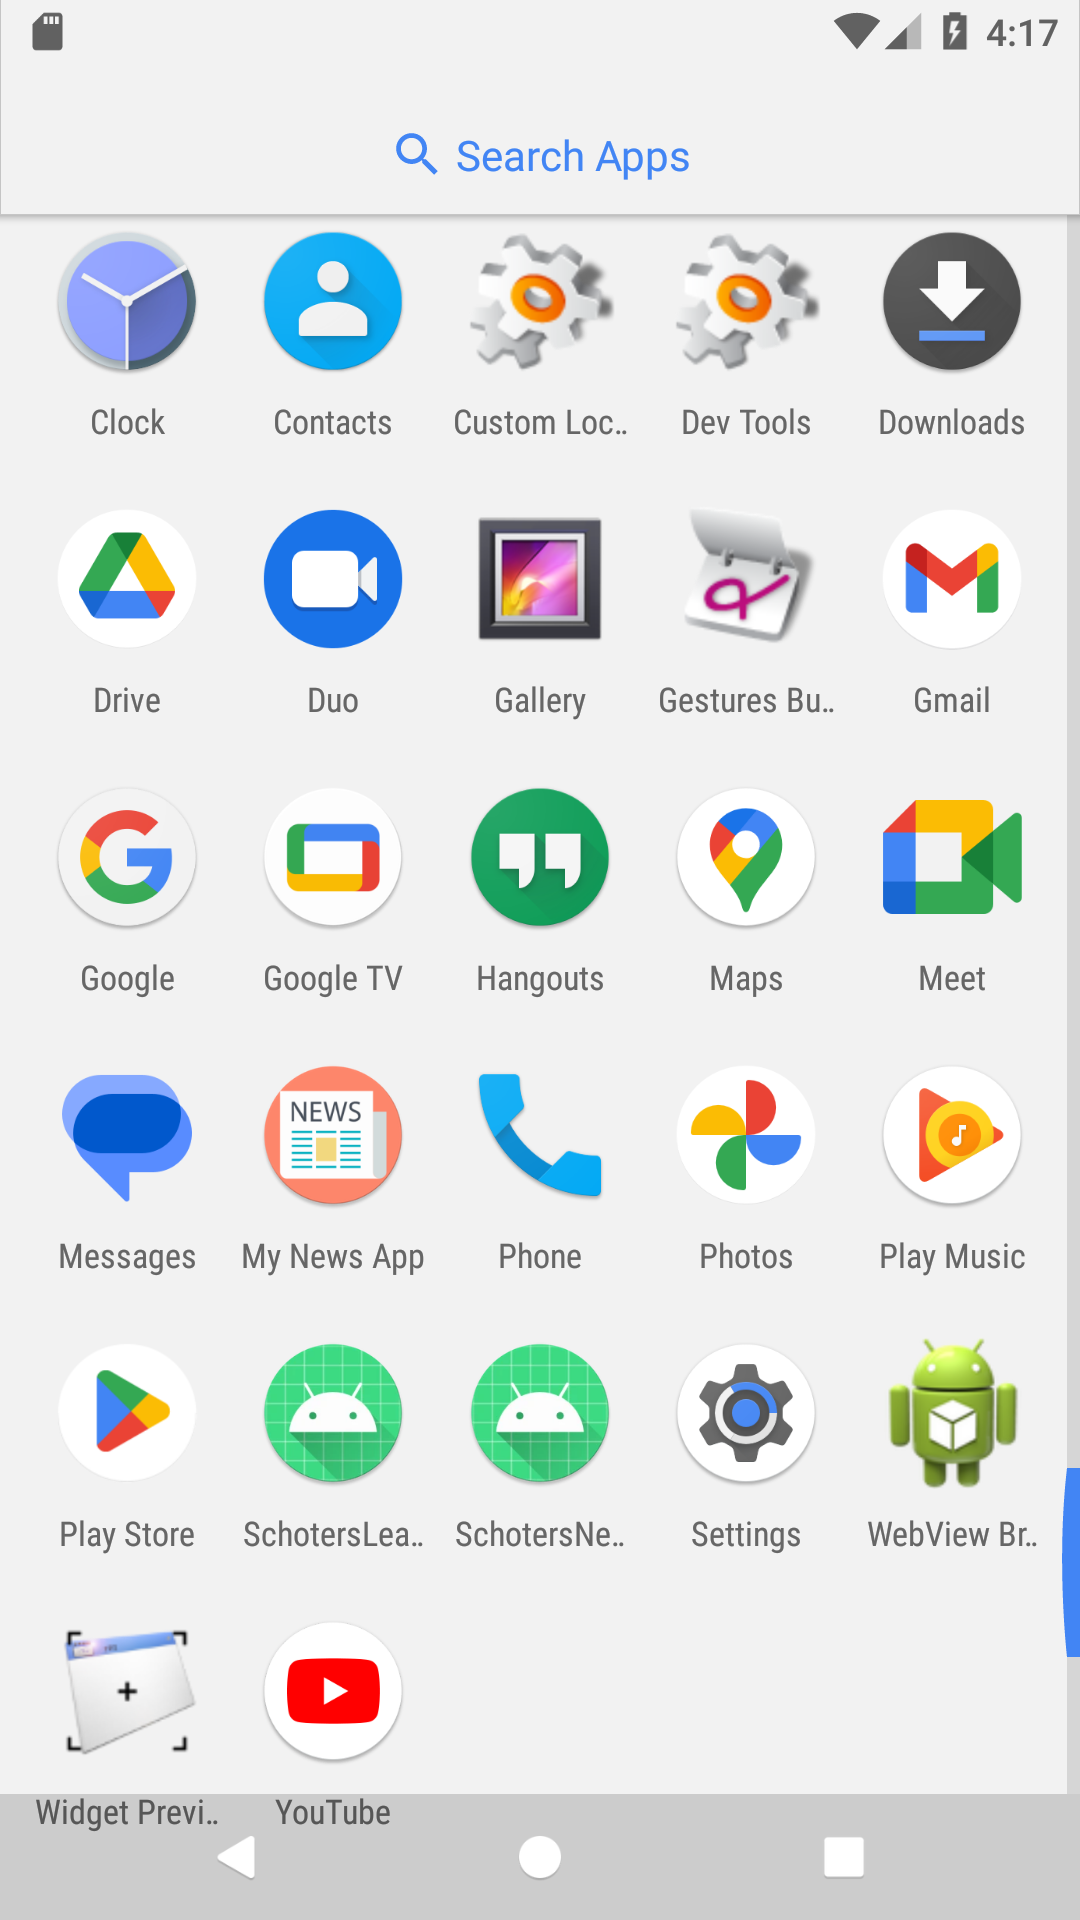 4:17
Search Apps
Clock Contacts Custom Loc.. Dev Tools Downloads
Drive Duo Gallery Gestures Bu.. Gmail
Google Google TV Hangouts Maps Meet
NEWS
Messages My News App Phone Photos Play Music
Play Store SchotersLea.. SchotersNe.. Settings WebView Br..
Widget Previ.. YouTube